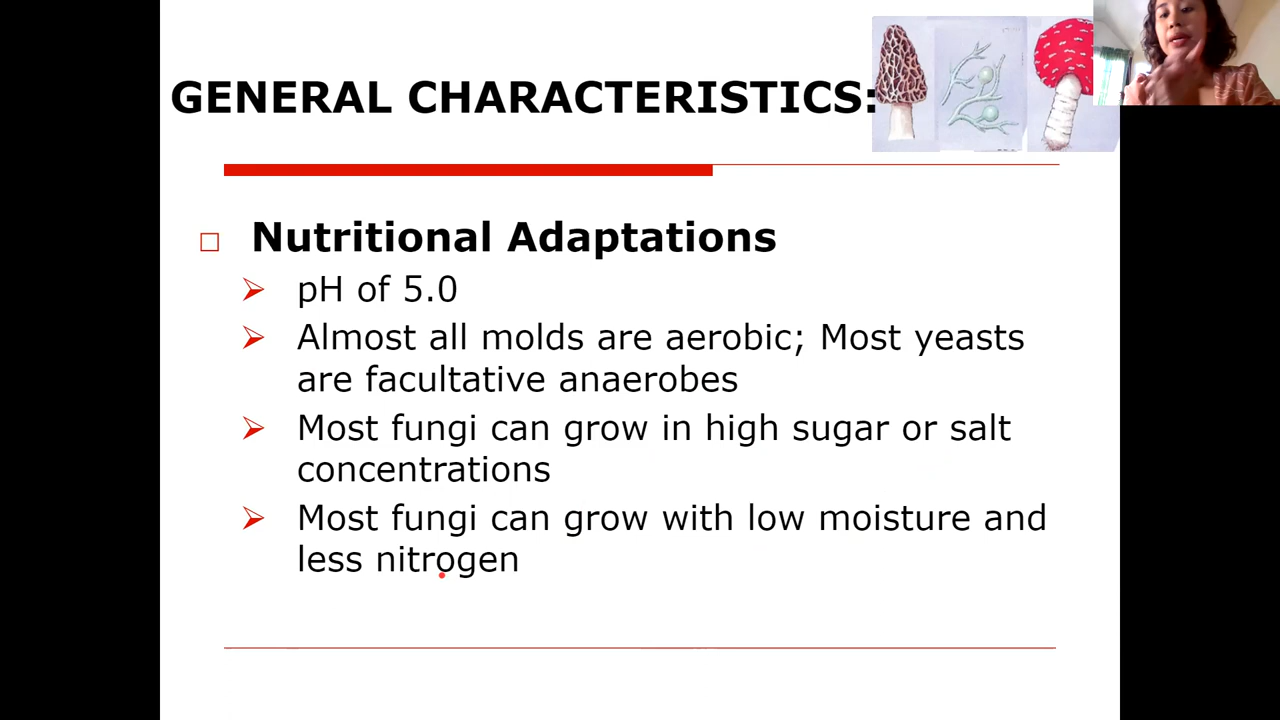 GENERAL CHARACTERISTICS:
Nutritional Adaptations
pH of 5.0
Almost all molds are aerobic; Most yeasts
are facultative anaerobes
Most fungi can grow in high sugar or salt
concentrations
Most fungi can grow with low moisture and
less nitrogen